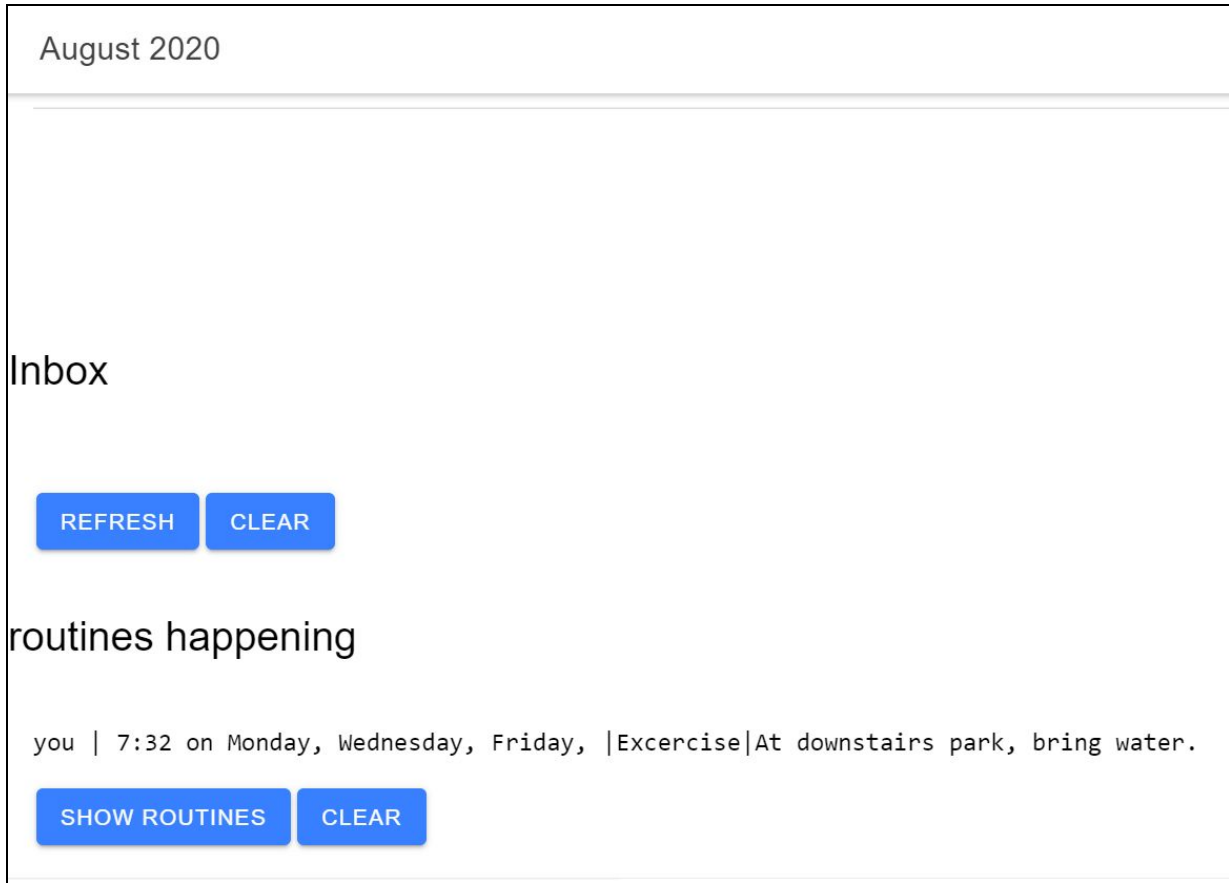 August 2020
Inbox
REFRESH CLEAR
routines happening
you | 7:32 on Monday, Wednesday, Friday, |Excercise|At downstairs park, bring water.
SHOW ROUTINES CLEAR